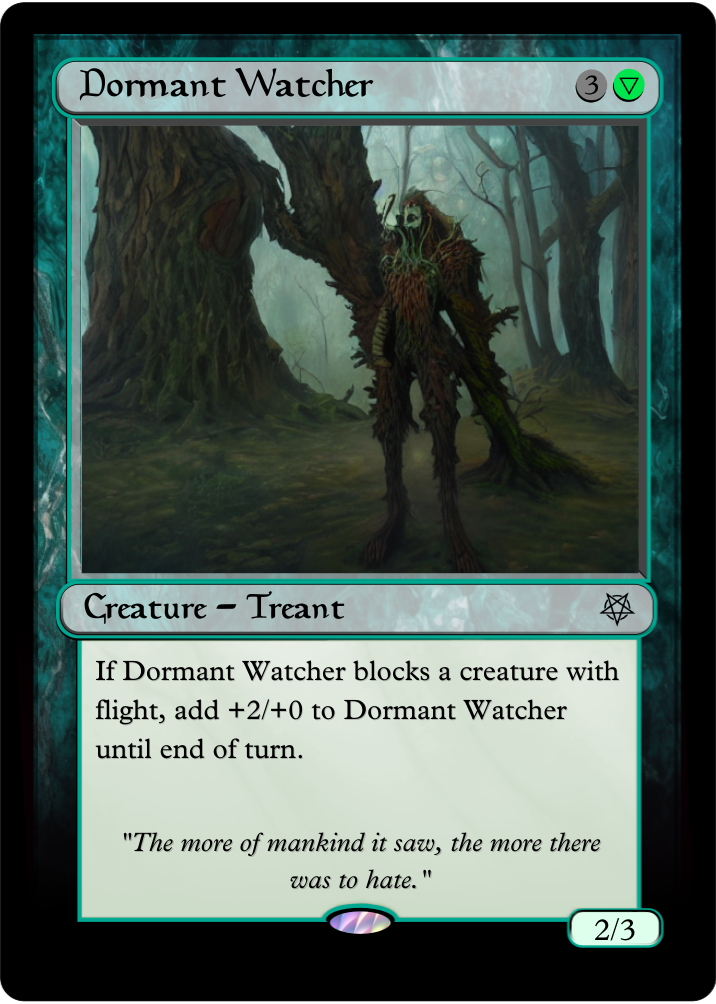 Dormant Watcher 3
Creature – Treant
If Dormant Watcher blocks a creature with
flight, add +2/+0 to Dormant Watcher
until end of turn.
"The more of mankind it saw, the more there
was to hate."
2/3